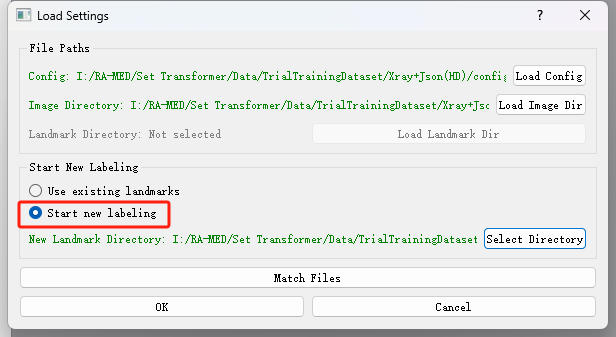 Load Settings
?
File Paths
Config: I:/RA-MED/Set Transformer/Data/TrialTrainingDataset/Xray+Json(HD)/config
Load Config
Image Directory: I:/RA-MED/Set Transformer/Data/TrialTrainingDataset/Xray+Jsc
Load Image Dir
Landmark Directory: Not selected
Load Landmark Dir
Start New Labeling
Use existing landmarks
Start new labeling
New Landmark Directory: I:/RA-MED/Set Transformer/Data/TrialTrainingDataset
Select Directory
Match Files
OK
Cancel